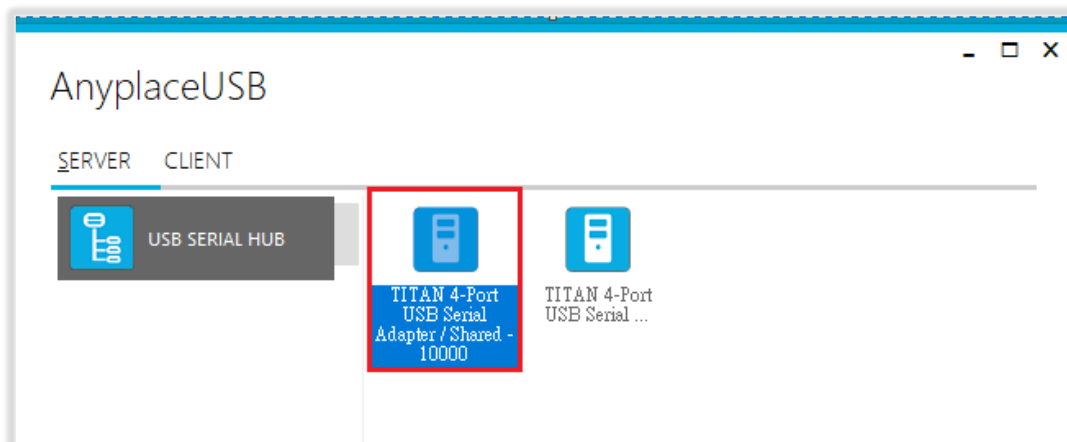 AnyplaceUSB
SERVER CLIENT
USB SERIAL HUB
TITAN 4-Port
USB Serial
Adapter / Shared -
10000
TITAN 4-Port
USB Serial ...